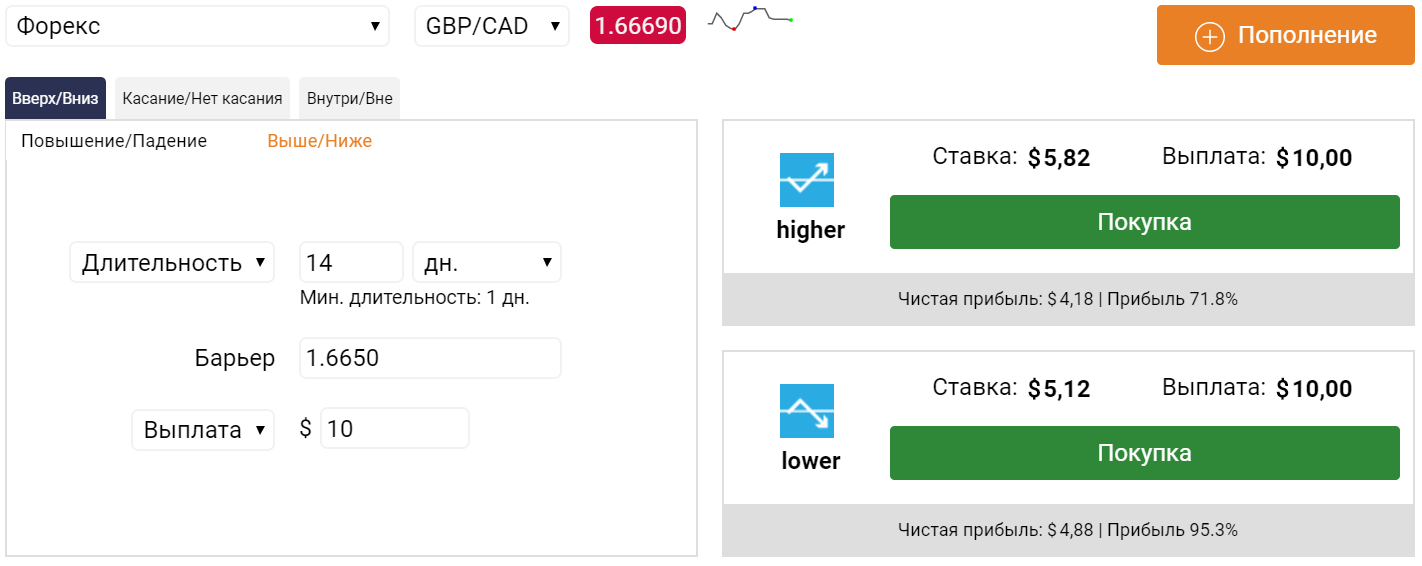 Форекс
GBP/CAD
1.66690
Пополнение
Вверх/Вниз
Касание/Нет касания
Внутри/Вне
Повышение/Падение
Выше/Ниже
Длительность
14
дн.
Мин. длительность: 1 дн.
Барьер
1.6650
Выплата
$
10
Ставка: $5,82
Выплата: $10,00
higher
Покупка
Чистая прибыль: $4,18 | Прибыль 71.8%
Ставка: $5,12
Выплата: $10,00
lower
Покупка
Чистая прибыль: $4,88 | Прибыль 95.3%